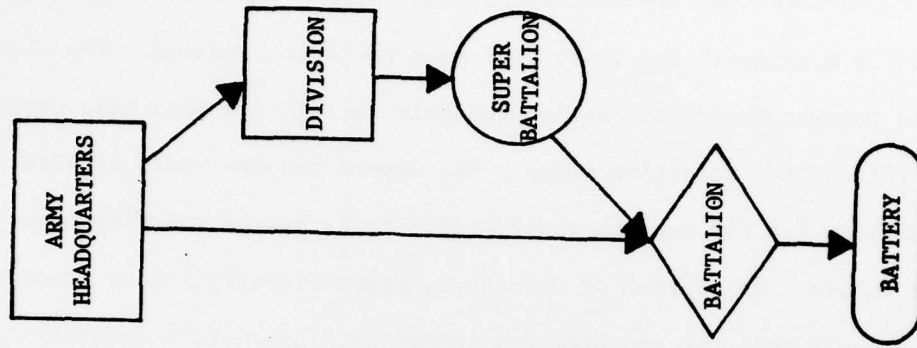 ARMY
HEADQUARTERS
DIVISION
SUPER
BATTALION
BATTALION
BATTERY